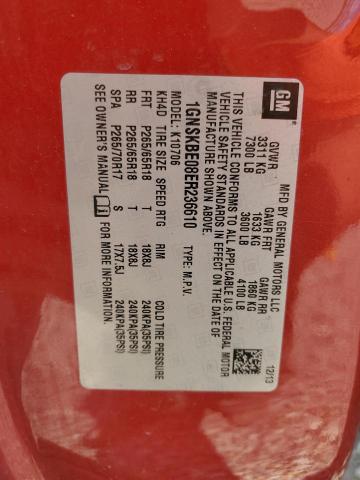 GM
MFD BY GENERAL MOTORS LLC
12/13
GVWR GAWR FRT GAWR RR
3311 KG 1633 KG 1860 KG
7300 LB 3600 LB 4100 LB
THIS VEHICLE CONFORMS TO ALL APPLICABLE U.S. FEDERAL MOTOR
VEHICLE SAFETY STANDARDS IN EFFECT ON THE DATE OF
MANUFACTURE SHOWN ABOVE.
1GNSKBE08ER236610 TYPE: M.P.V.
MODEL: K10706
KH4D TIRE SIZE SPEED RTG RIM COLD TIRE PRESSURE
FRT P265/65R18 T 18X8J 240KPA(35PSI)
RR P265/65R18 T 18X8J 240KPA(35PSI)
SPA P265/70R17 S 17X7.5J 240KPA(35PSI)
SEE OWNER'S MANUAL